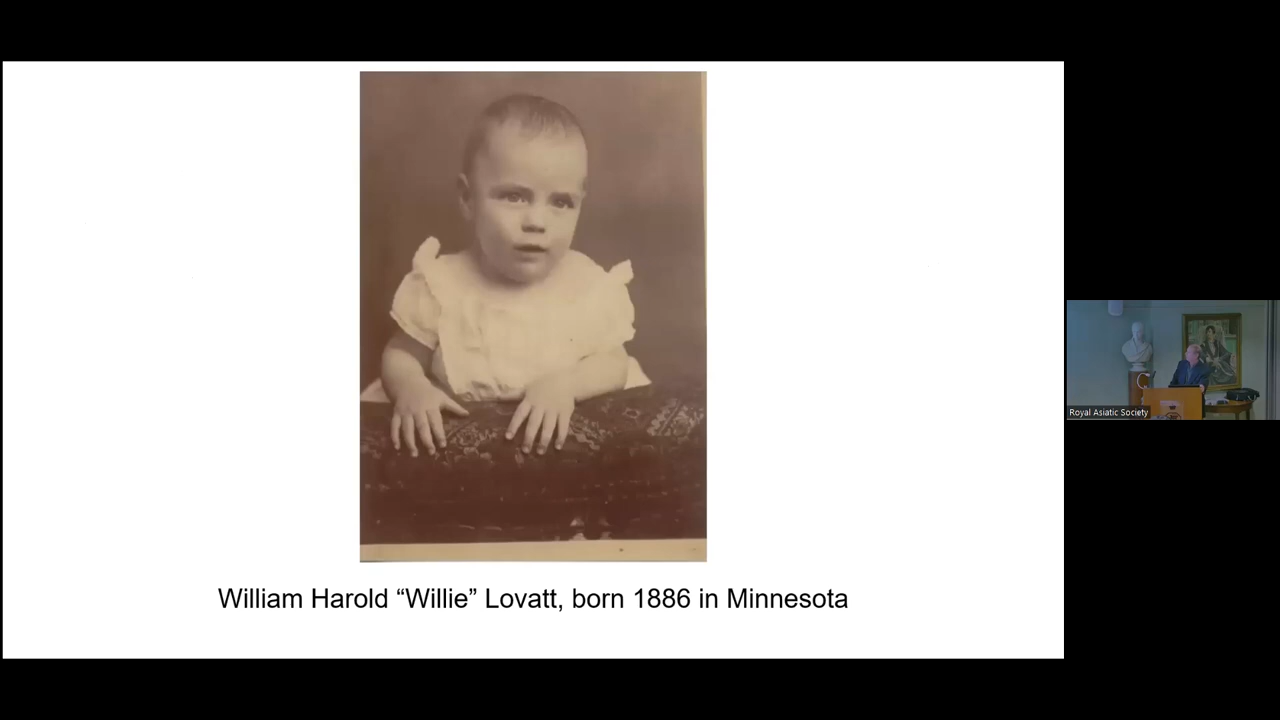 William Harold “Willie” Lovatt, born 1886 in Minnesota
Royal Asiatic Society